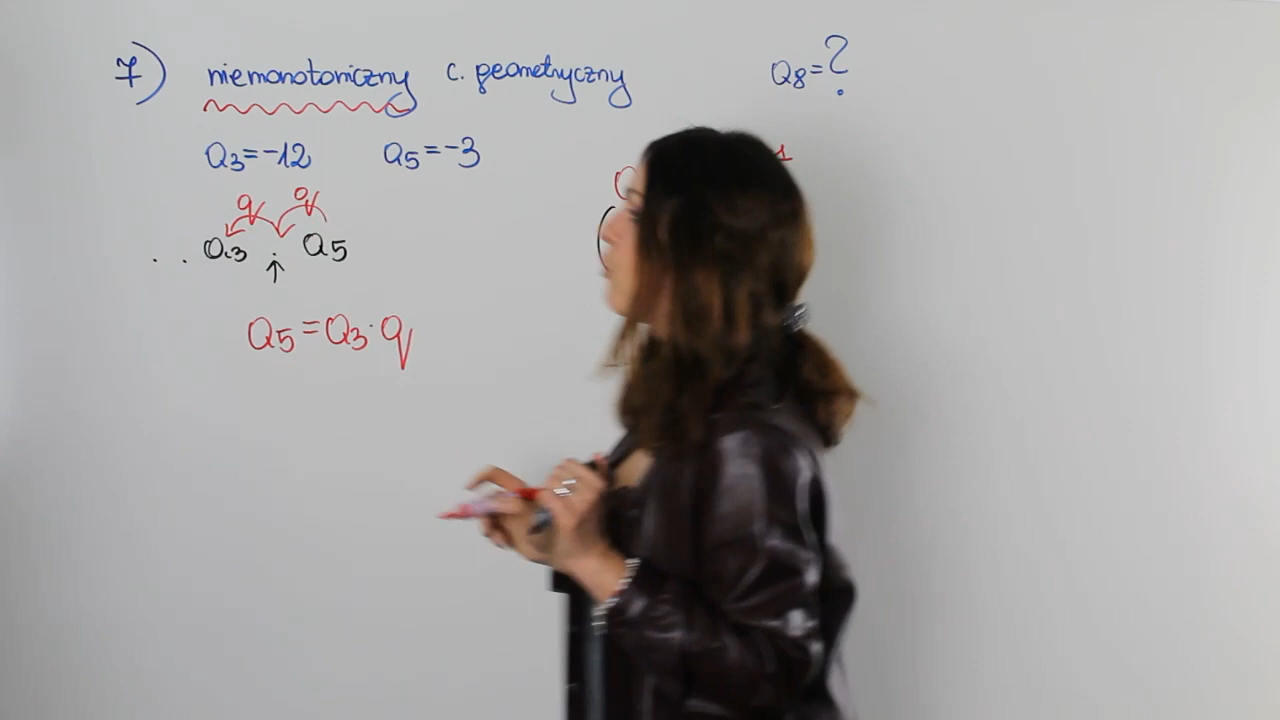 7) niemonotoniczny c. geometryczny a8=?
a3=-12 a5=-3
q q
. . a3 . a5
a5=a3·q